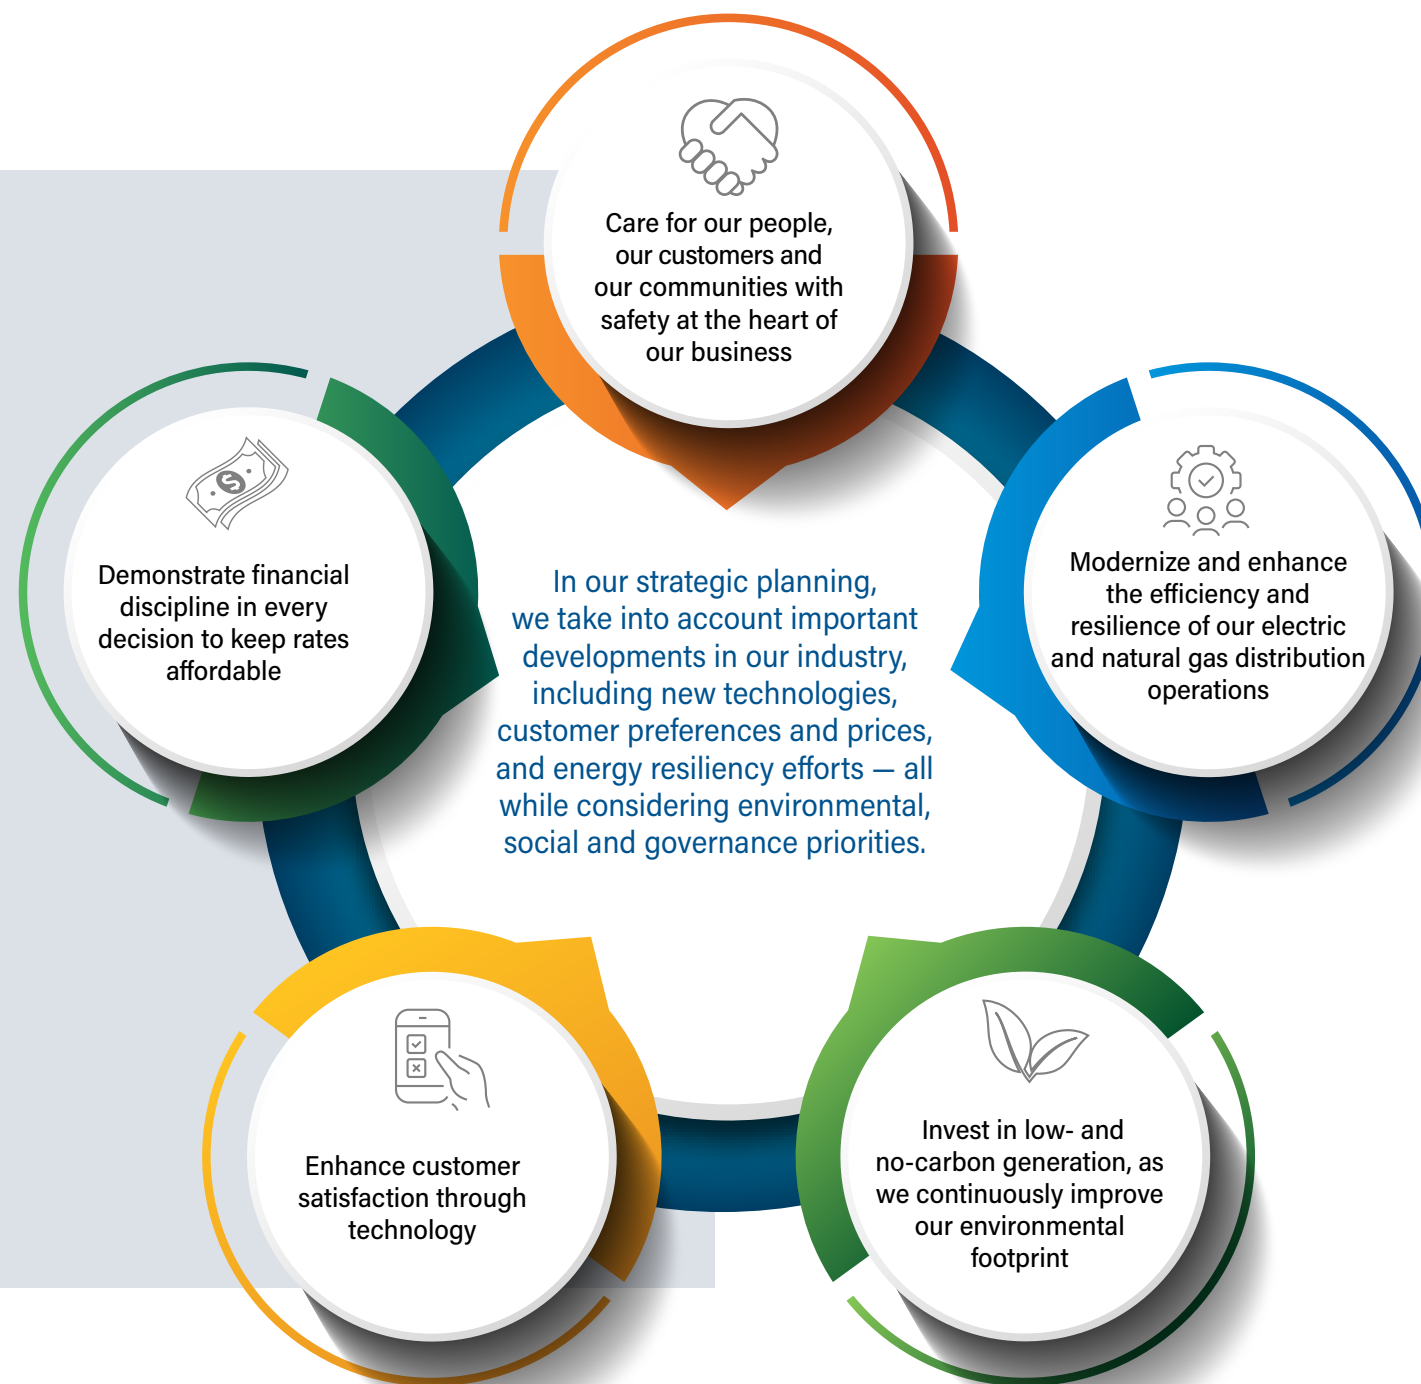 Care for our people,
our customers and
our communities with
safety at the heart of
our business
Demonstrate financial
discipline in every
decision to keep rates
affordable
Modernize and enhance
the efficiency and
resilience of our electric
and natural gas distribution
operations
In our strategic planning,
we take into account important
developments in our industry,
including new technologies,
customer preferences and prices,
and energy resiliency efforts — all
while considering environmental,
social and governance priorities.
Enhance customer
satisfaction through
technology
Invest in low- and
no-carbon generation, as
we continuously improve
our environmental
footprint